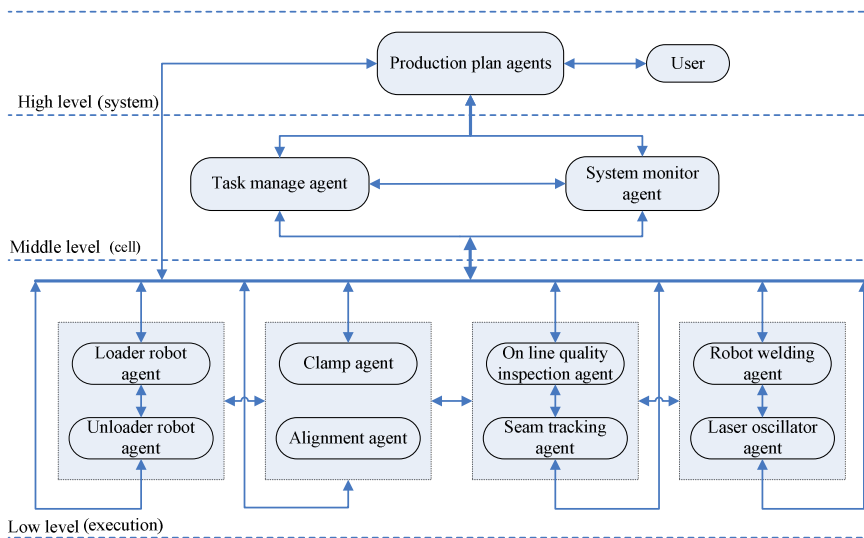 Production plan agents
User
High level (system)
Task manage agent
System monitor
agent
Middle level (cell)
Loader robot
agent
Unloader robot
agent
Clamp agent
Alignment agent
On line quality
inspection agent
Seam tracking
agent
Robot welding
agent
Laser oscillator
agent
Low level (execution)